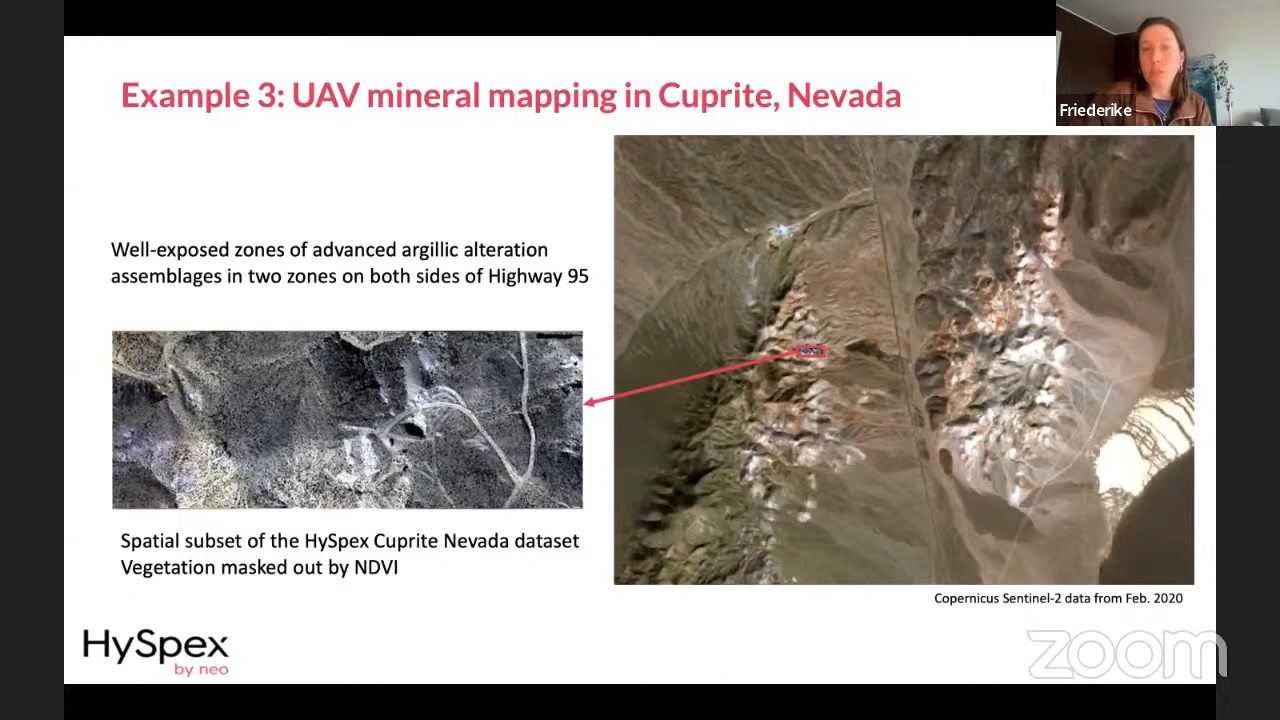 Example 3: UAV mineral mapping in Cuprite, Nevada
Friederike
Well-exposed zones of advanced argillic alteration
assemblages in two zones on both sides of Highway 95
Spatial subset of the HySpex Cuprite Nevada dataset
Vegetation masked out by NDVI
Copernicus Sentinel-2 data from Feb. 2020
HySpex
by neo
zoom